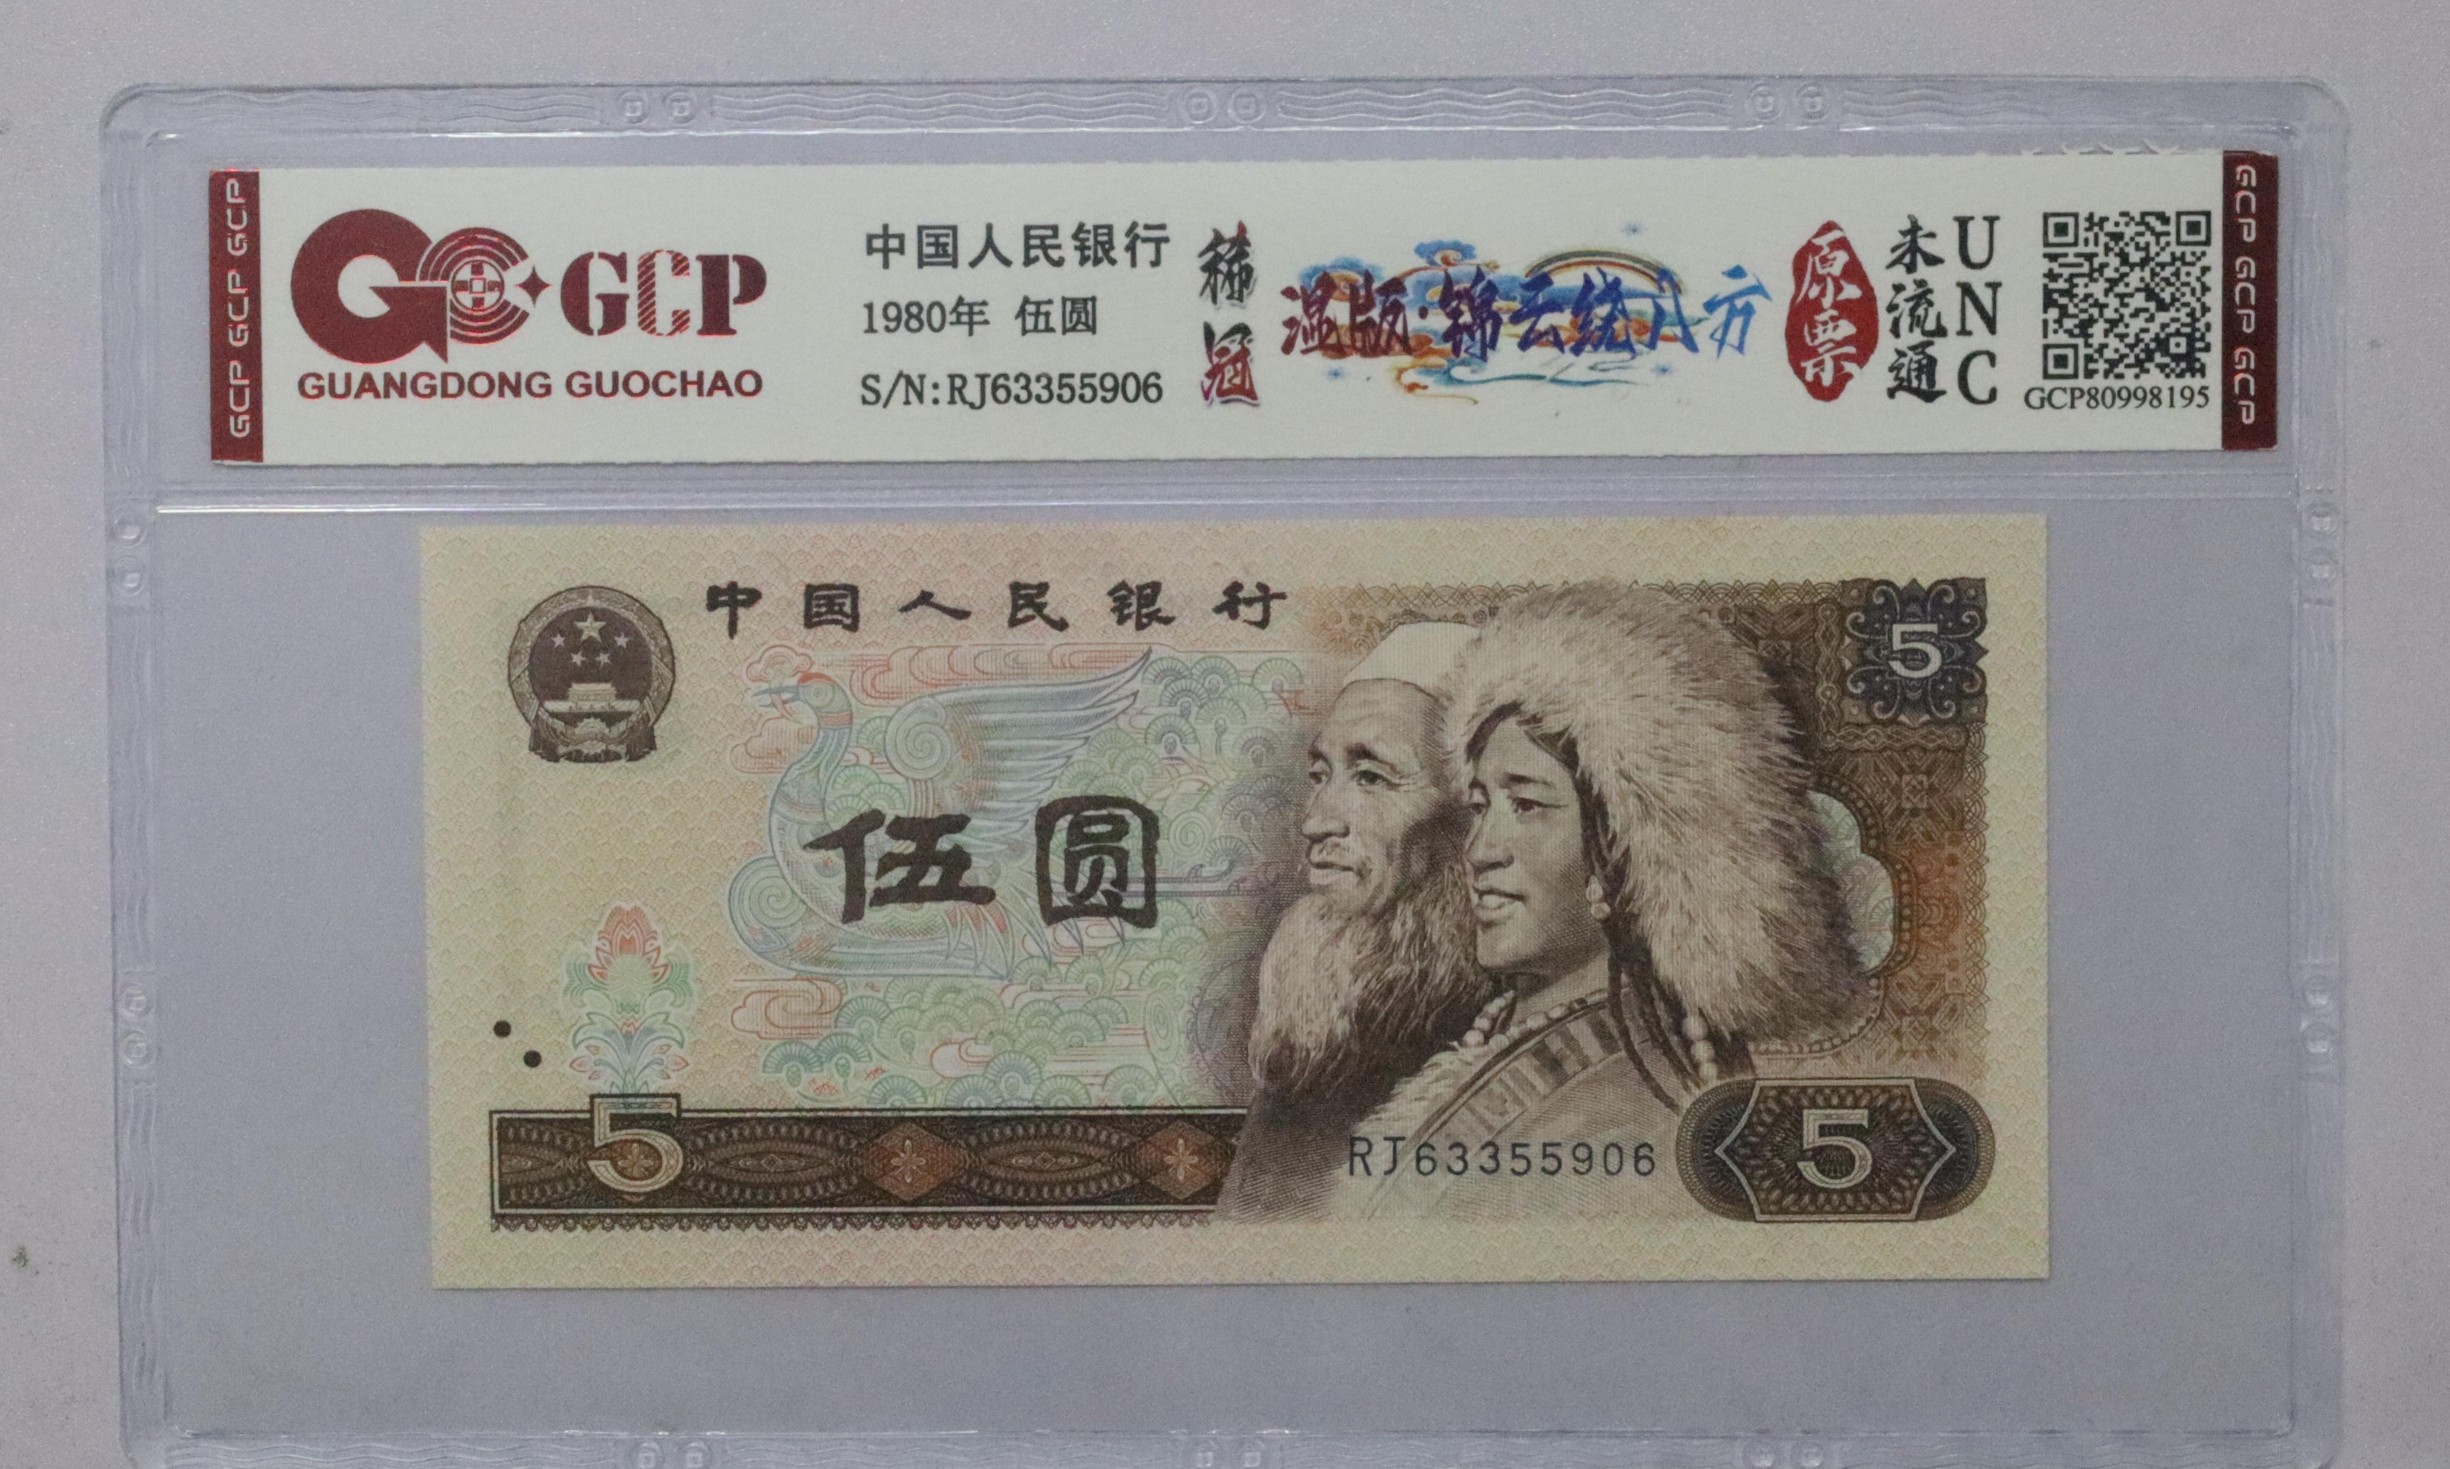 GCP GCP GCP
GCP
GUANGDONG GUOCHAO
中国人民银行
1980年 伍圆
S/N:RJ63355906
稀冠
温版·锦云绕八方
原票
未流通
UNC
GCP80998195
GCP GCP GCP
中国人民银行
5
伍圆
5
RJ63355906
5